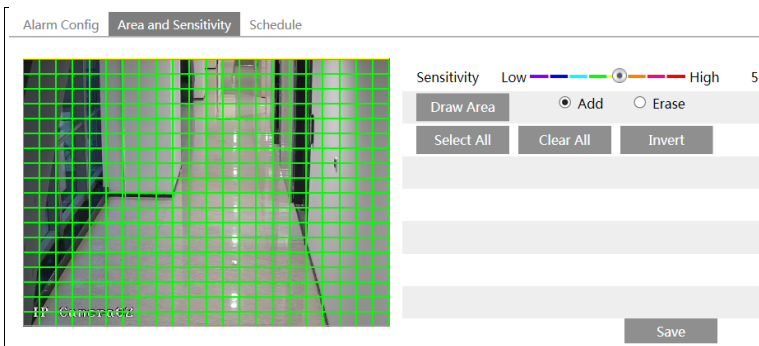 Alarm Config Area and Sensitivity Schedule
Sensitivity Low High 5
Draw Area Add Erase
Select All Clear All Invert
IP Camera02
Save